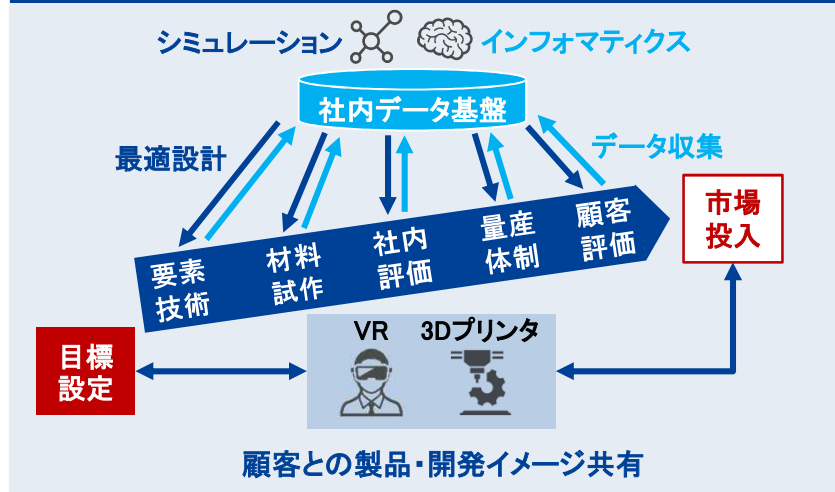 シミュレーション
インフォマティクス
社内データ基盤
最適設計
データ収集
要素
技術
材料
試作
社内
評価
量産
体制
顧客
評価
市場
投入
目標
設定
VR
3Dプリンタ
顧客との製品・開発イメージ共有